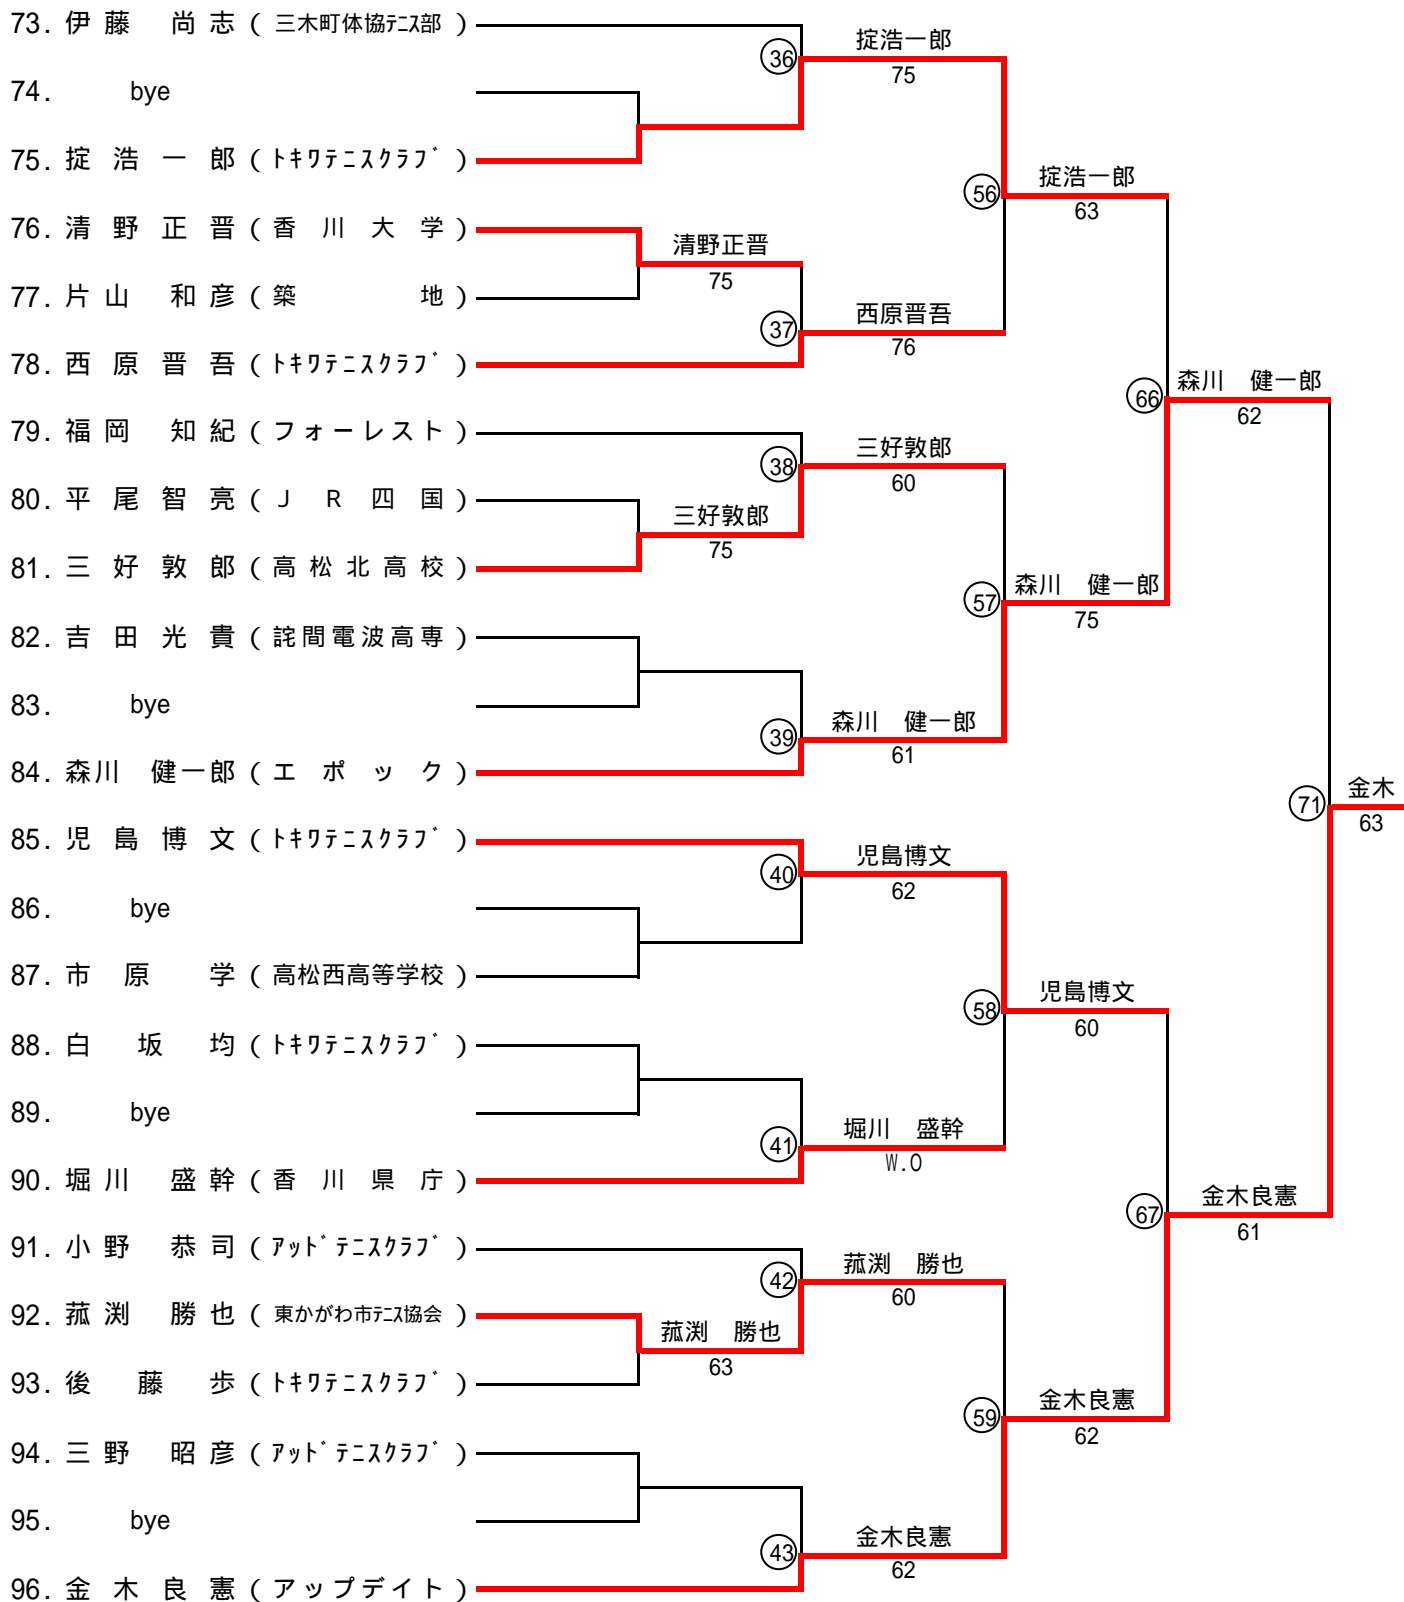 73. 伊藤 尚志 ( 三木町体協テニス部 )
掟浩一郎
36
75
74. bye
75. 掟浩一郎 ( トキワテニスクラブ )
掟浩一郎
56
63
76. 清野正晋 ( 香川大学 )
清野正晋
75
77. 片山 和彦 ( 築地 )
西原晋吾
37
76
78. 西原晋吾 ( トキワテニスクラブ )
森川 健一郎
66
62
79. 福岡 知紀 ( フォーレスト )
三好敦郎
38
60
80. 平尾智亮 ( JR四国 )
三好敦郎
75
81. 三好敦郎 ( 高松北高校 )
森川 健一郎
57
75
82. 吉田光貴 ( 詫間電波高専 )
83. bye
森川 健一郎
39
61
84. 森川 健一郎 ( エポック )
金木
71
63
85. 児島博文 ( トキワテニスクラブ )
児島博文
40
62
86. bye
87. 市原 学 ( 高松西高等学校 )
児島博文
58
60
88. 白坂均 ( トキワテニスクラブ )
89. bye
堀川 盛幹
41
W.O
90. 堀川 盛幹 ( 香川県庁 )
金木良憲
67
61
91. 小野 恭司 ( アッドテニスクラブ )
菰渕 勝也
42
60
92. 菰渕 勝也 ( 東かがわ市テニス協会 )
菰渕 勝也
63
93. 後藤歩 ( トキワテニスクラブ )
金木良憲
59
62
94. 三野 昭彦 ( アッドテニスクラブ )
95. bye
金木良憲
43
62
96. 金木良憲 ( アップデイト )